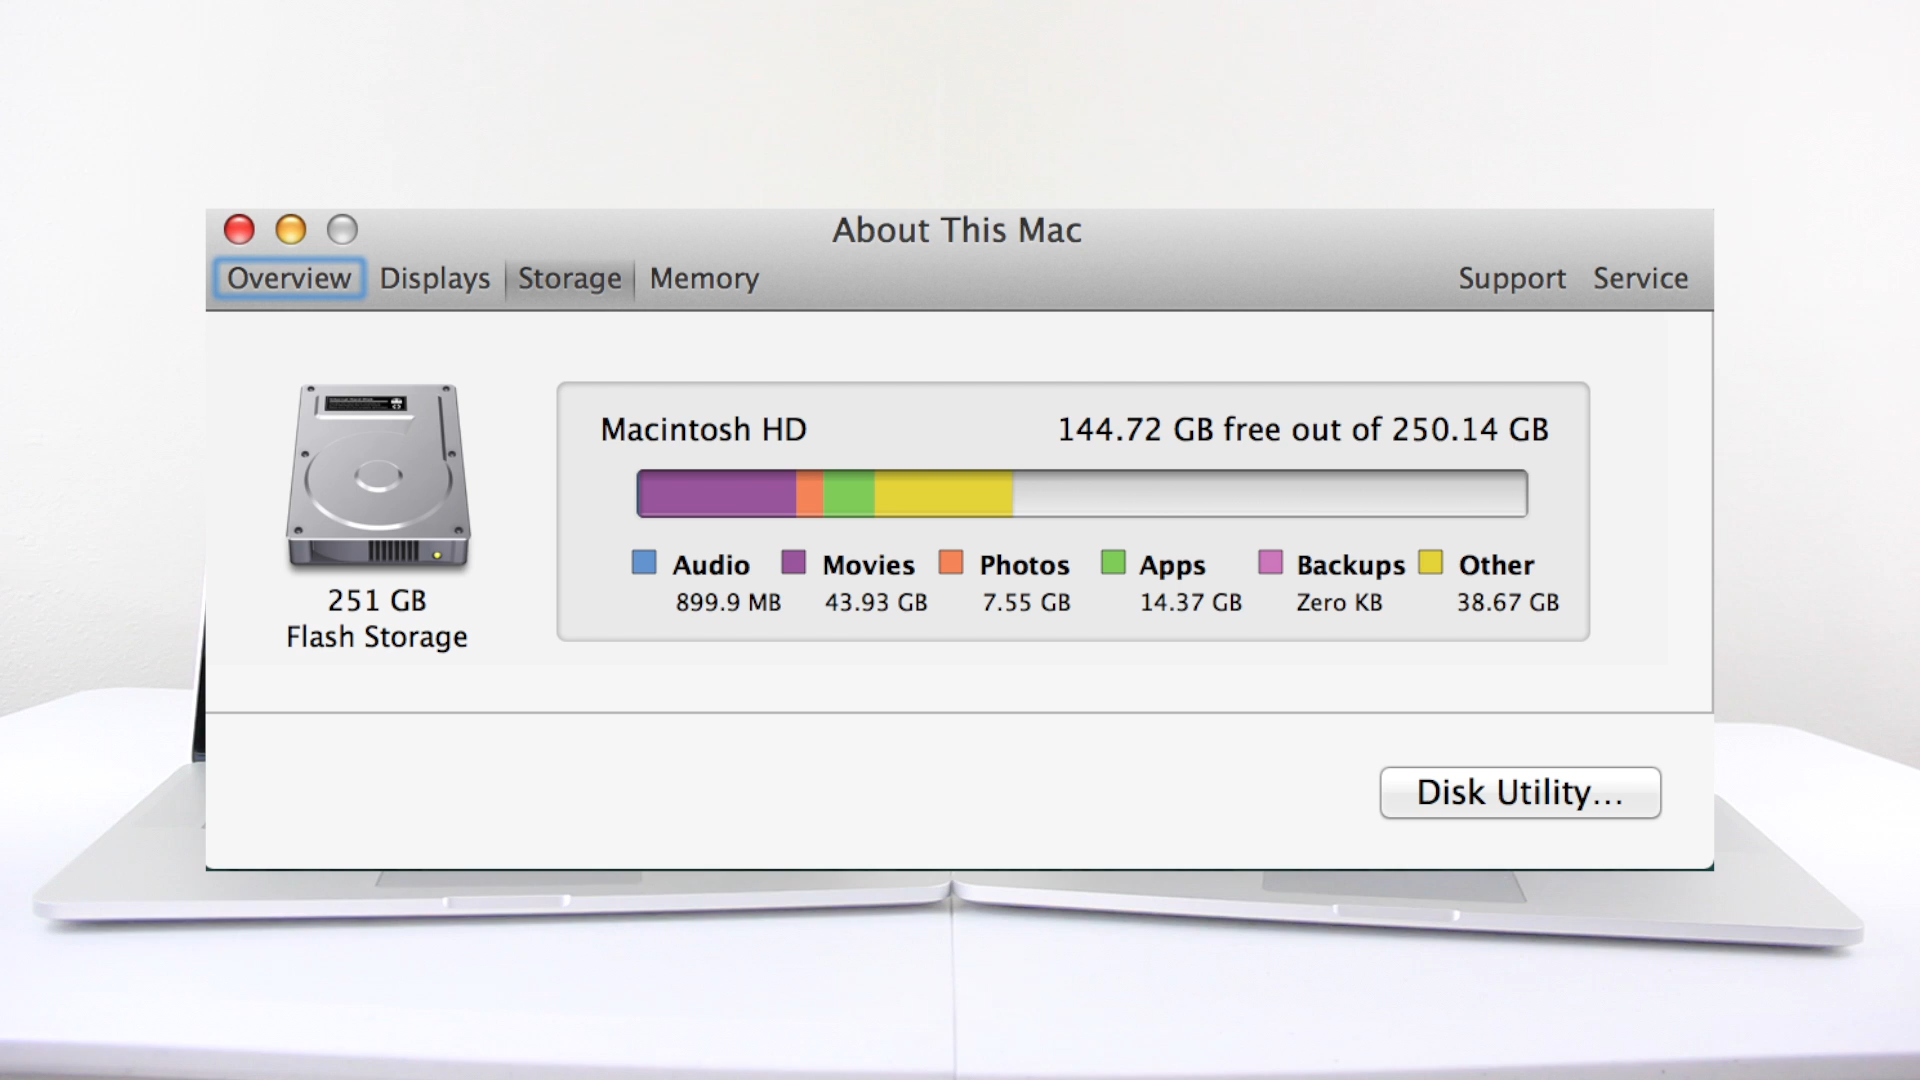 About This Mac
Overview Displays Storage Memory Support Service
Macintosh HD 144.72 GB free out of 250.14 GB
Audio Movies Photos Apps Backups Other
899.9 MB 43.93 GB 7.55 GB 14.37 GB Zero KB 38.67 GB
251 GB
Flash Storage
Disk Utility...